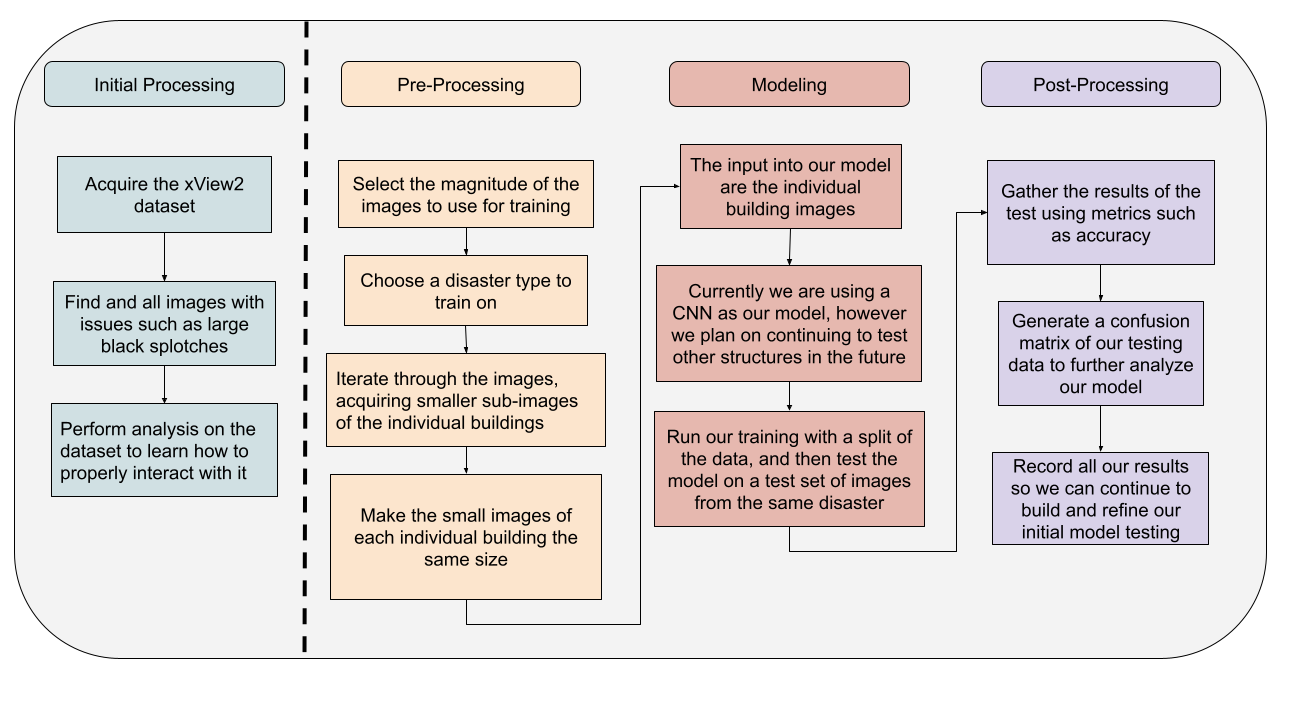 Initial Processing
Acquire the xView2
dataset
Find and all images with
issues such as large
black splotches
Perform analysis on the
dataset to learn how to
properly interact with it
Pre-Processing
Select the magnitude of the
images to use for training
Choose a disaster type to
train on
Iterate through the images,
acquiring smaller sub-images
of the individual buildings
Make the small images of
each individual building the
same size
Modeling
The input into our model
are the individual
building images
Currently we are using a
CNN as our model, however
we plan on continuing to test
other structures in the future
Run our training with a split of
the data, and then test the
model on a test set of images
from the same disaster
Post-Processing
Gather the results of the
test using metrics such
as accuracy
Generate a confusion
matrix of our testing
data to further analyze
our model
Record all our results
so we can continue to
build and refine our
initial model testing